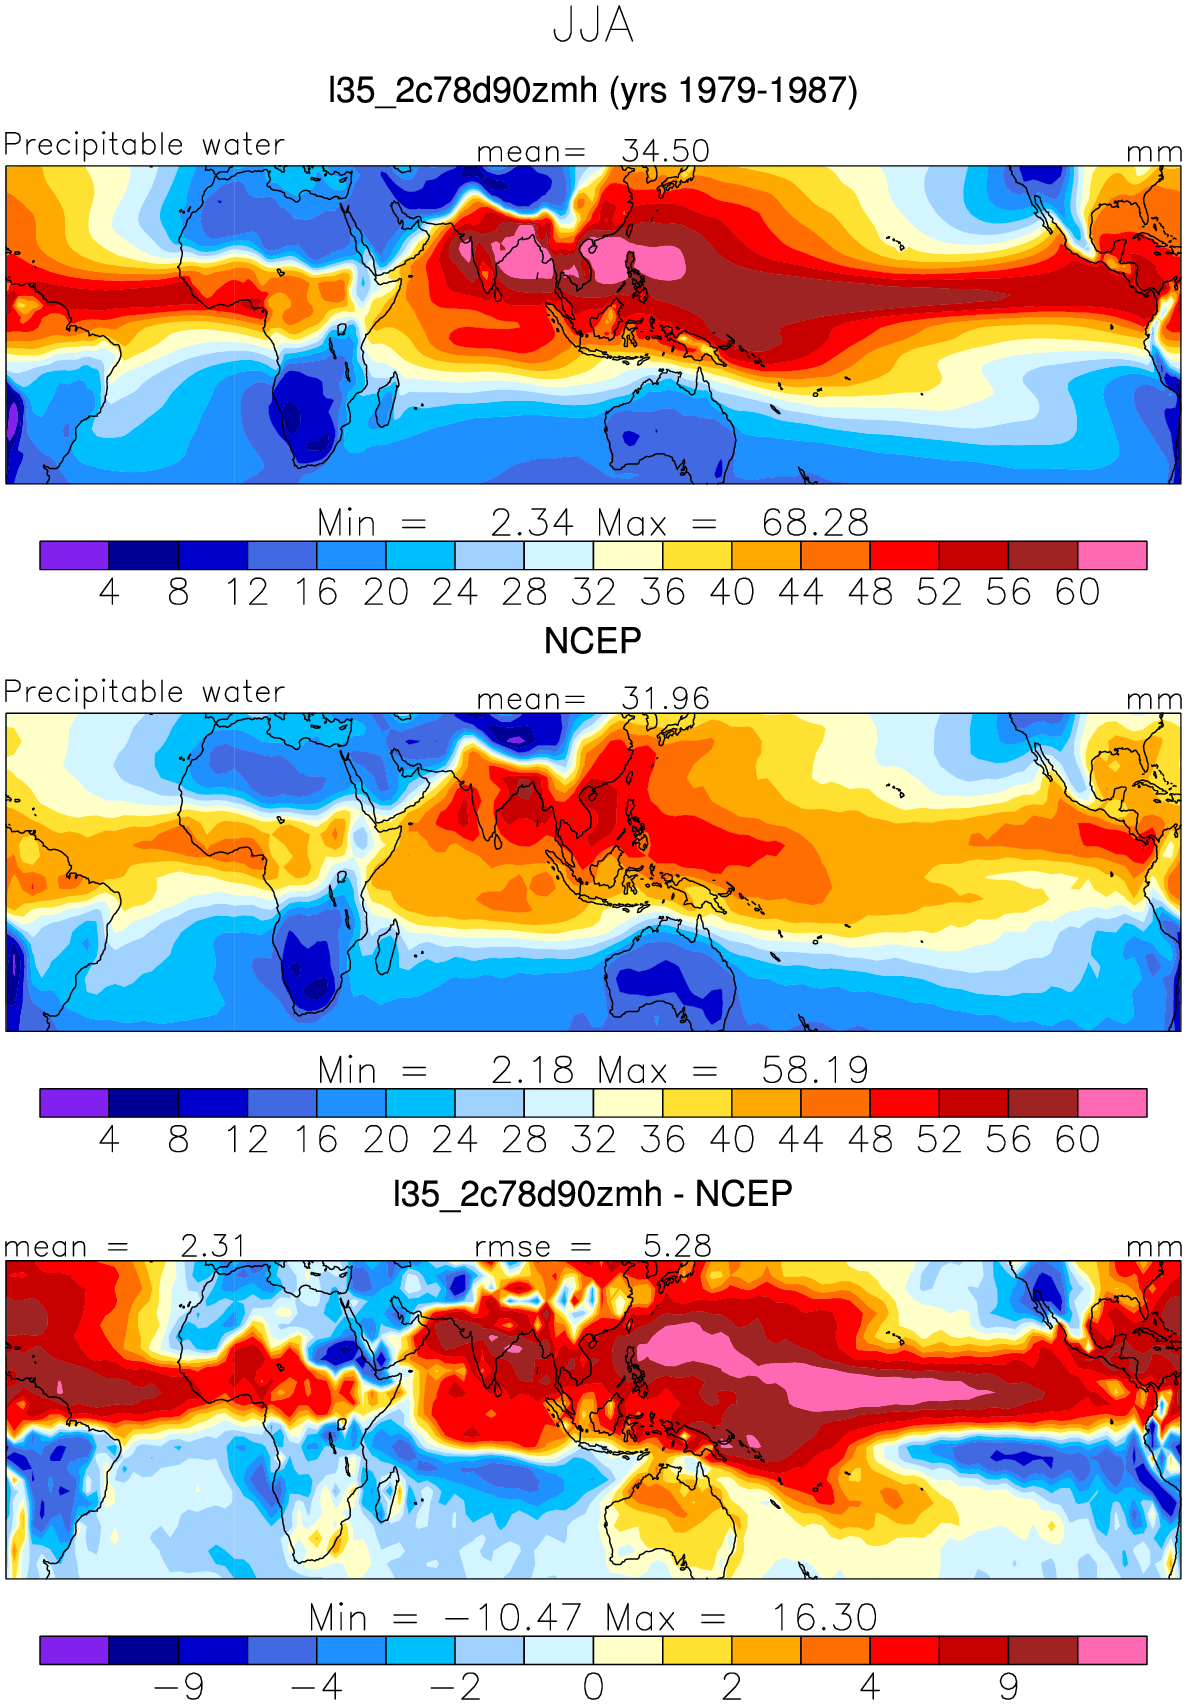 JJA
l35_2c78d90zmh (yrs 1979-1987)
Precipitable water mean= 34.50 mm
Min = 2.34 Max = 68.28
4 8 12 16 20 24 28 32 36 40 44 48 52 56 60
NCEP
Precipitable water mean= 31.96 mm
Min = 2.18 Max = 58.19
4 8 12 16 20 24 28 32 36 40 44 48 52 56 60
l35_2c78d90zmh - NCEP
mean = 2.31 rmse = 5.28 mm
Min = -10.47 Max = 16.30
-9 -4 -2 0 2 4 9